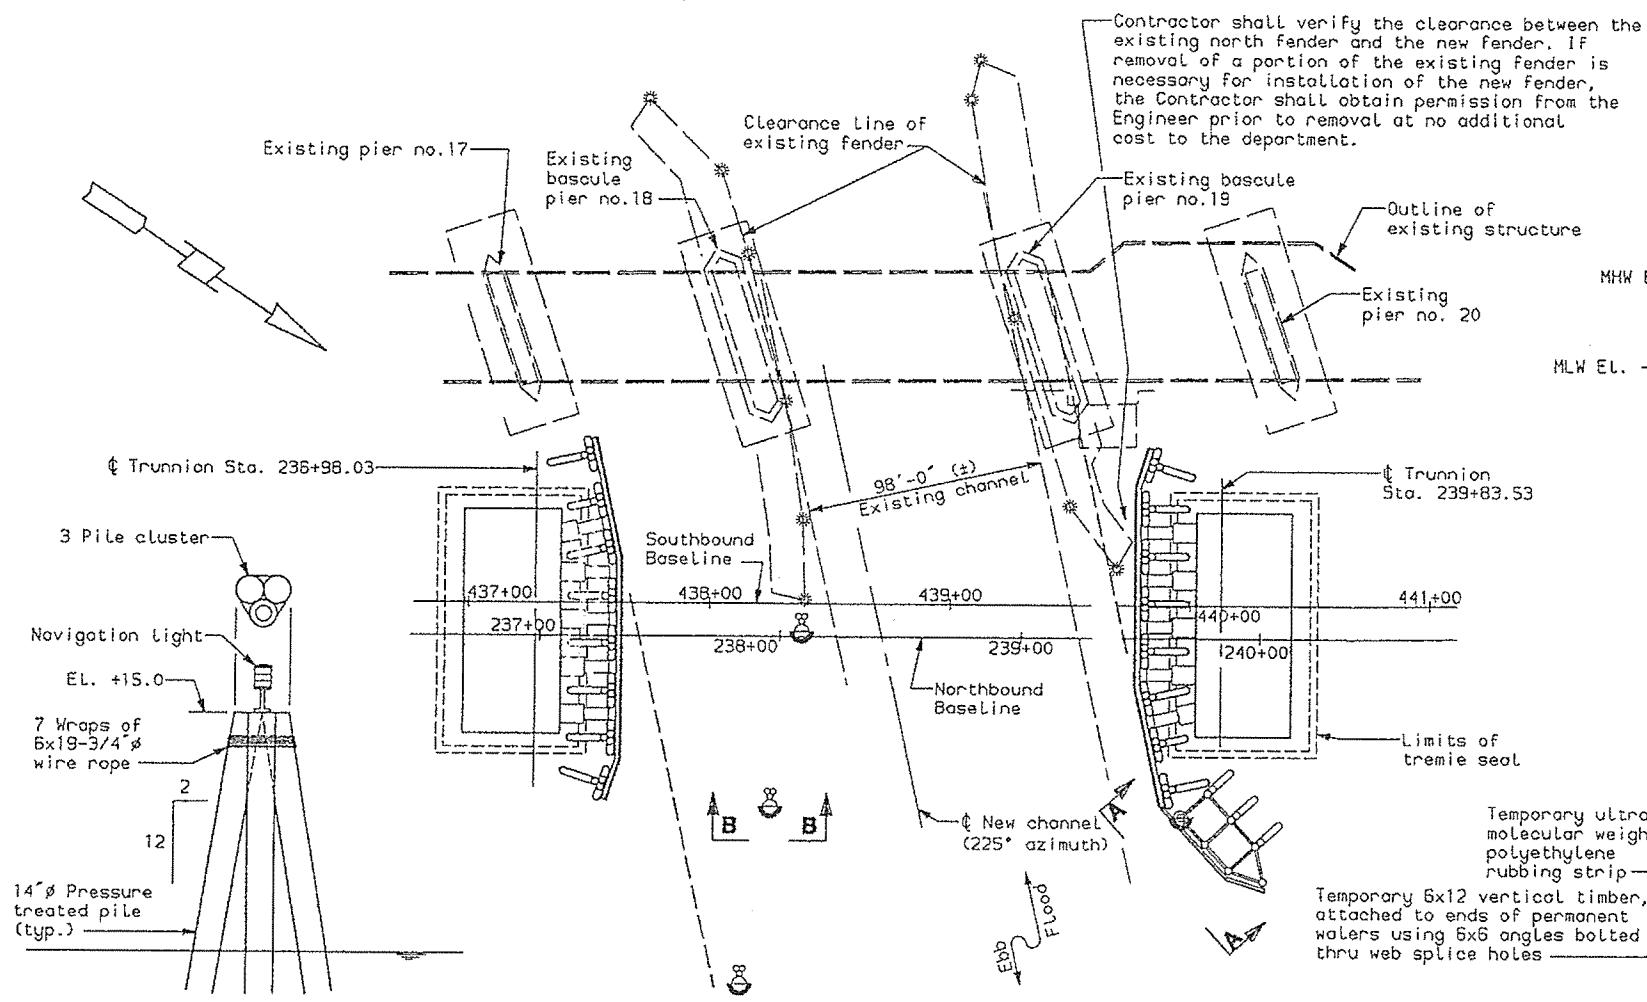 Contractor shall verify the clearance between the
existing north fender and the new fender. If
removal of a portion of the existing fender is
necessary for installation of the new fender,
the Contractor shall obtain permission from the
Engineer prior to removal at no additional
cost to the department.
Clearance line of
existing fender
Existing pier no.17
Existing
bascule
pier no.18
Existing bascule
pier no.19
Outline of
existing structure
MHW E
Existing
pier no. 20
MLW EL. -
℄ Trunnion Sta. 236+98.03
98'-0" (±)
Existing channel
℄ Trunnion
Sta. 239+83.53
3 Pile cluster
Southbound
Baseline
437+00
438+00
439+00
440+00
441+00
237+00
238+00
239+00
240+00
Navigation light
EL. +15.0
7 Wraps of
6x19-3/4"ø
wire rope
2
12
14"ø Pressure
treated pile
(typ.)
Northbound
Baseline
Limits of
tremie seal
B B
℄ New channel
(225° azimuth)
A
A
Flood
Ebb
Temporary ultra
molecular weigh
polyethylene
rubbing strip
Temporary 6x12 vertical timber,
attached to ends of permanent
walers using 6x6 angles bolted
thru web splice holes